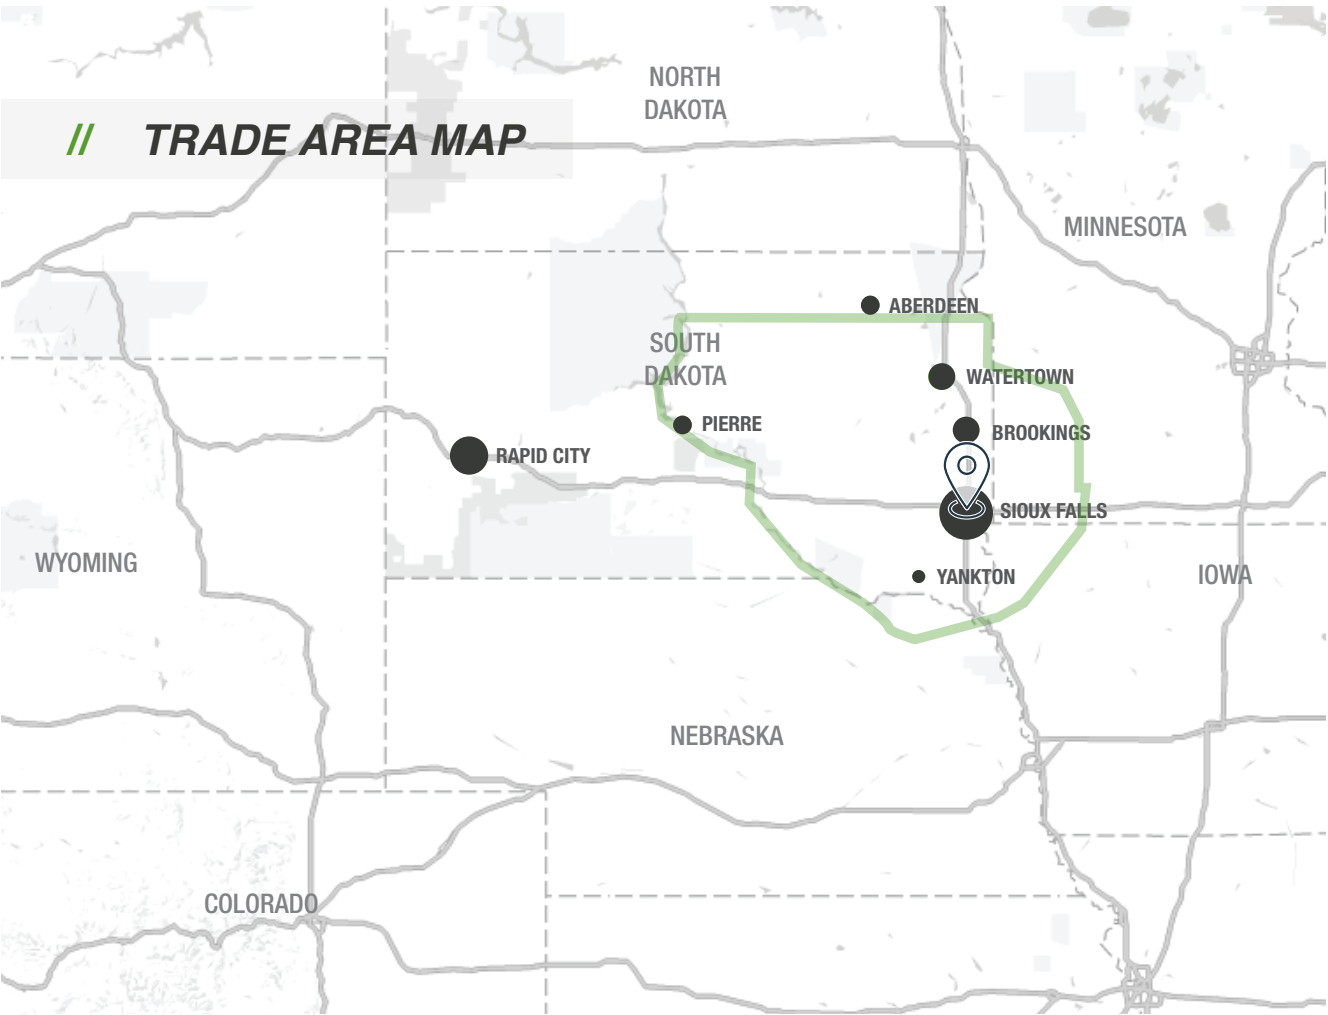 NORTH
DAKOTA
// TRADE AREA MAP
MINNESOTA
ABERDEEN
SOUTH
DAKOTA
WATERTOWN
PIERRE
BROOKINGS
RAPID CITY
SIOUX FALLS
WYOMING
YANKTON
IOWA
NEBRASKA
COLORADO